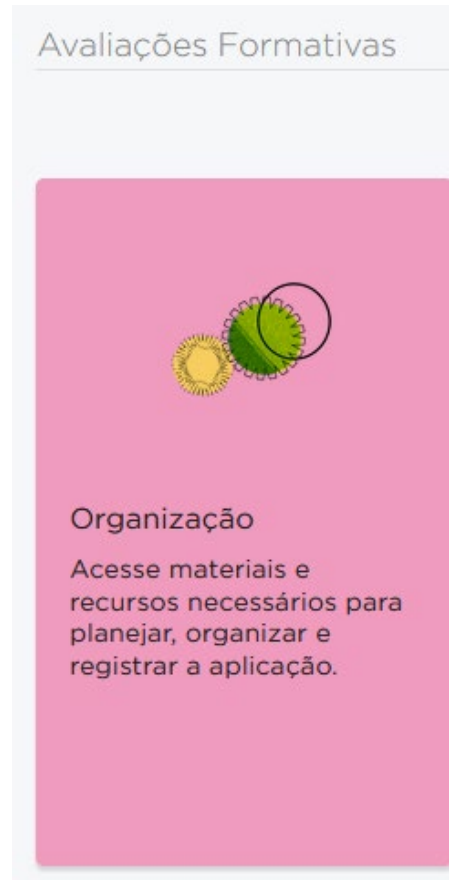 Avaliações Formativas
Organização
Acesse materiais e
recursos necessários para
planejar, organizar e
registrar a aplicação.